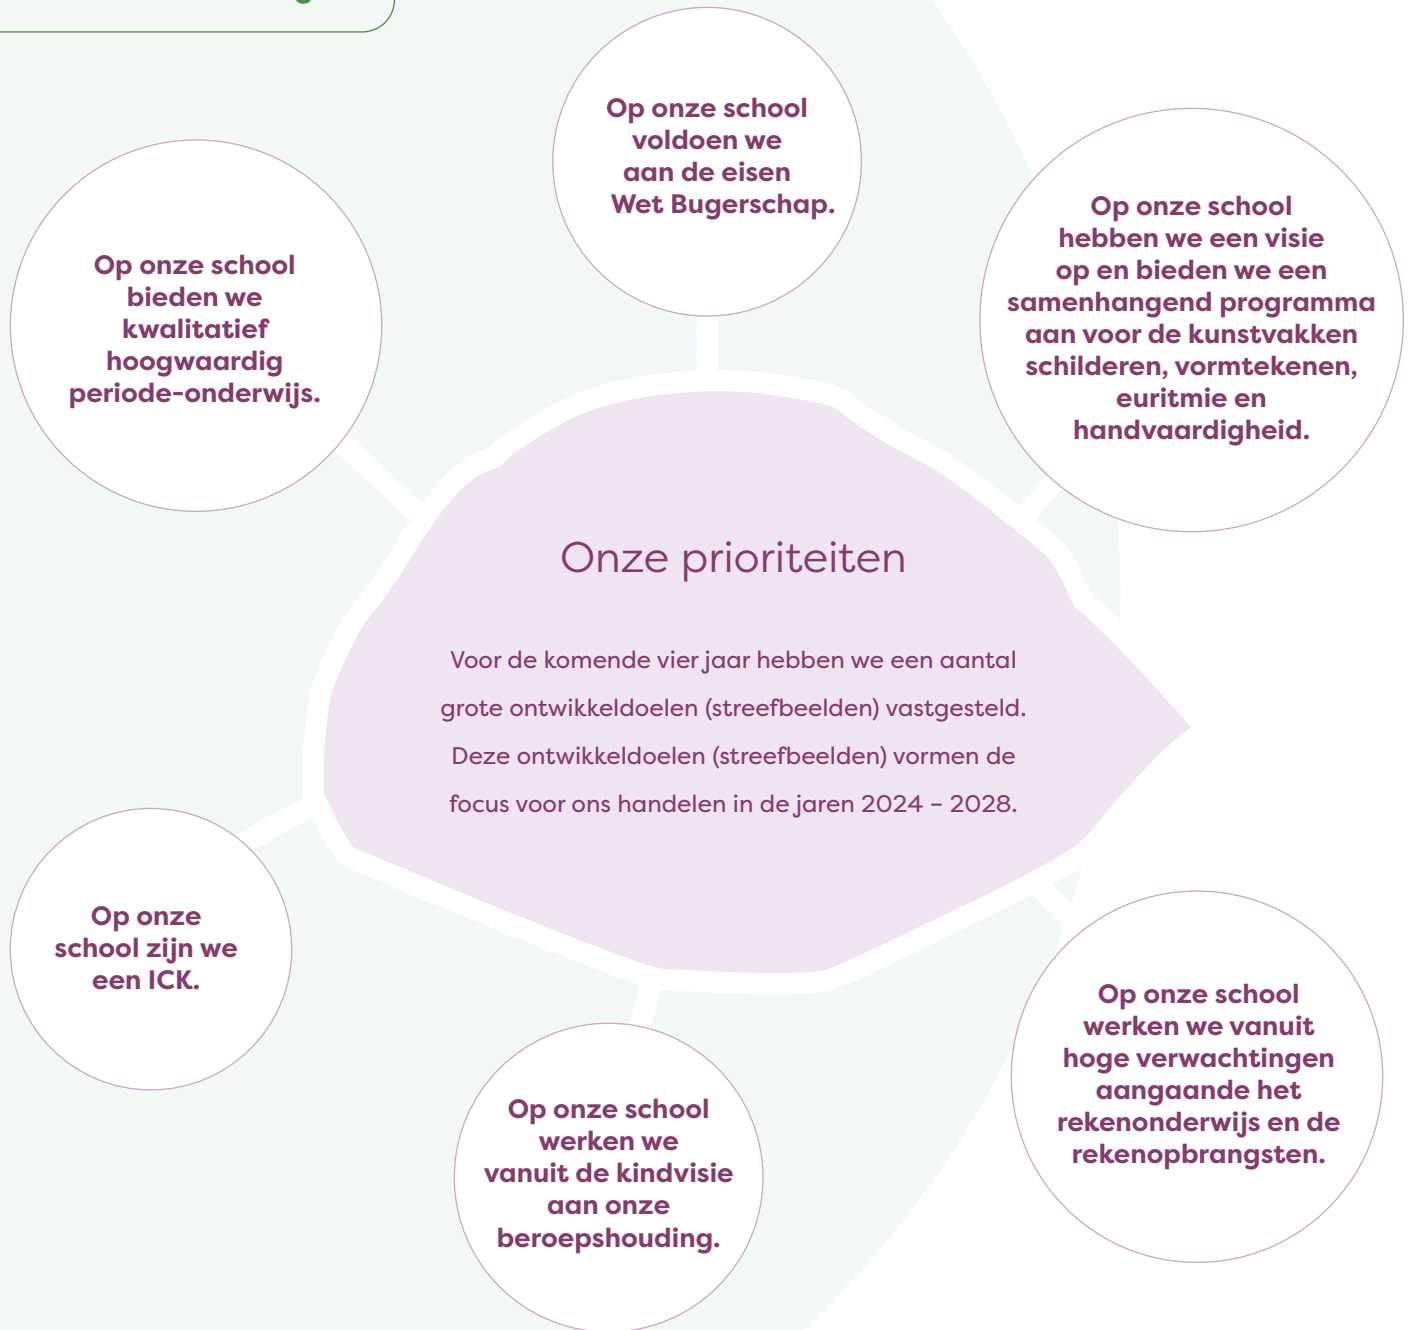 Op onze school
voldoen we
aan de eisen
Wet Bugerschap.
Op onze school
bieden we
kwalitatief
hoogwaardig
periode-onderwijs.
Op onze school
hebben we een visie
op en bieden we een
samenhangend programma
aan voor de kunstvakken
schilderen, vormtekenen,
euritmie en
handvaardigheid.
Onze prioriteiten
Voor de komende vier jaar hebben we een aantal
grote ontwikkeldoelen (streefbeelden) vastgesteld.
Deze ontwikkeldoelen (streefbeelden) vormen de
focus voor ons handelen in de jaren 2024 – 2028.
Op onze
school zijn we
een ICK.
Op onze school
werken we
vanuit de kindvisie
aan onze
beroepshouding.
Op onze school
werken we vanuit
hoge verwachtingen
aangaande het
rekenonderwijs en de
rekenopbrangsten.